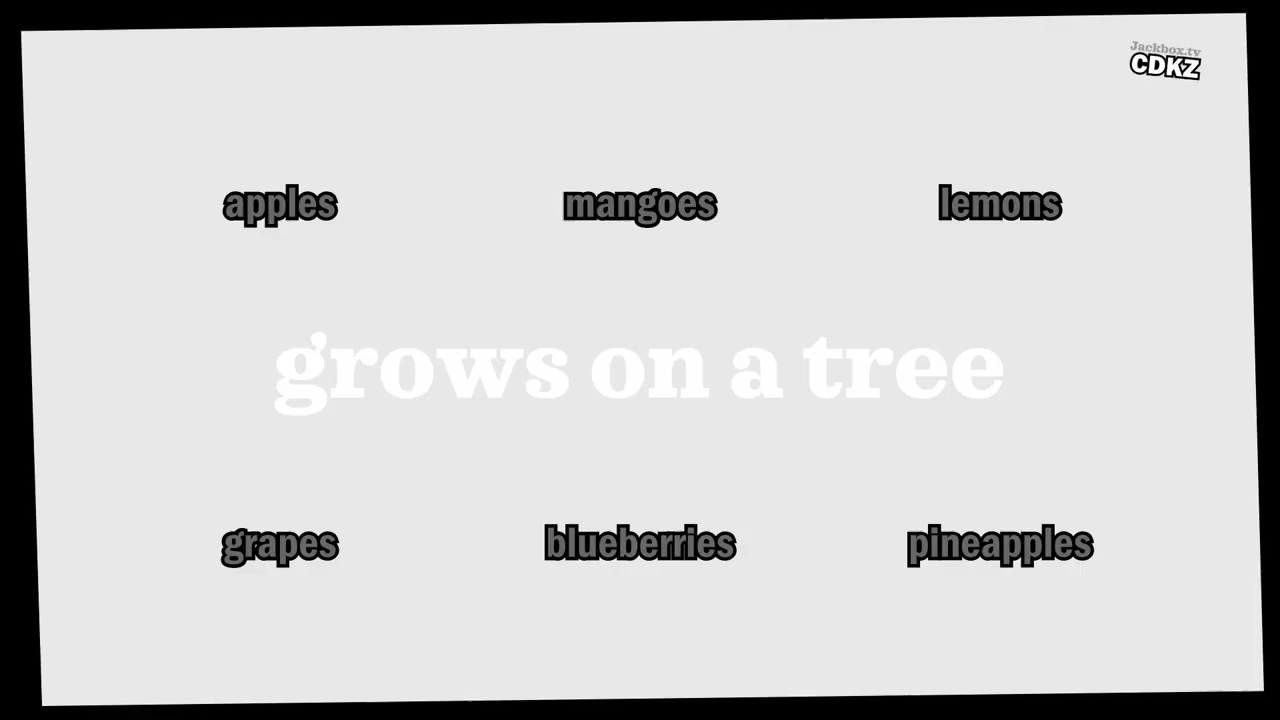 Jackbox.tv
CDKZ
apples mangoes lemons
grows on a tree
grapes blueberries pineapples